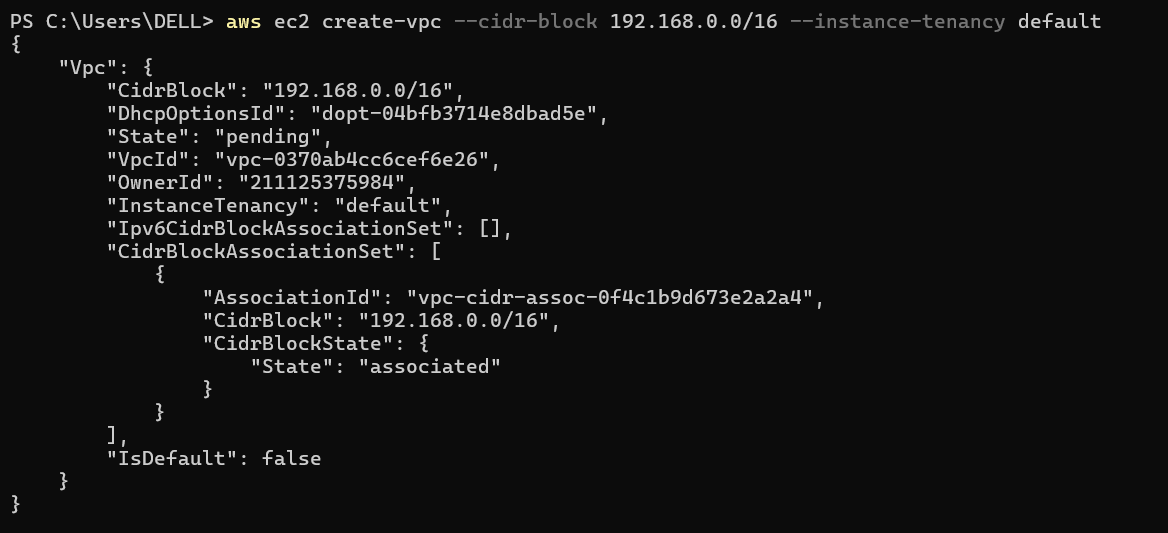 PS C:\Users\DELL> aws ec2 create-vpc --cidr-block 192.168.0.0/16 --instance-tenancy default
{
    "Vpc": {
        "CidrBlock": "192.168.0.0/16",
        "DhcpOptionsId": "dopt-04bfb3714e8dbad5e",
        "State": "pending",
        "VpcId": "vpc-0370ab4cc6cef6e26",
        "OwnerId": "211125375984",
        "InstanceTenancy": "default",
        "Ipv6CidrBlockAssociationSet": [],
        "CidrBlockAssociationSet": [
            {
                "AssociationId": "vpc-cidr-assoc-0f4c1b9d673e2a2a4",
                "CidrBlock": "192.168.0.0/16",
                "CidrBlockState": {
                    "State": "associated"
                }
            }
        ],
        "IsDefault": false
    }
}